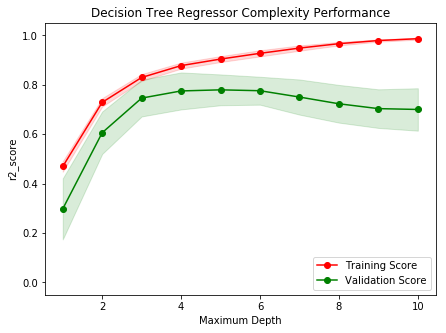 Decision Tree Regressor Complexity Performance
1.0
0.8
0.6
0.4
0.2
0.0
r2_score
2
4
6
8
10
Maximum Depth
Training Score
Validation Score